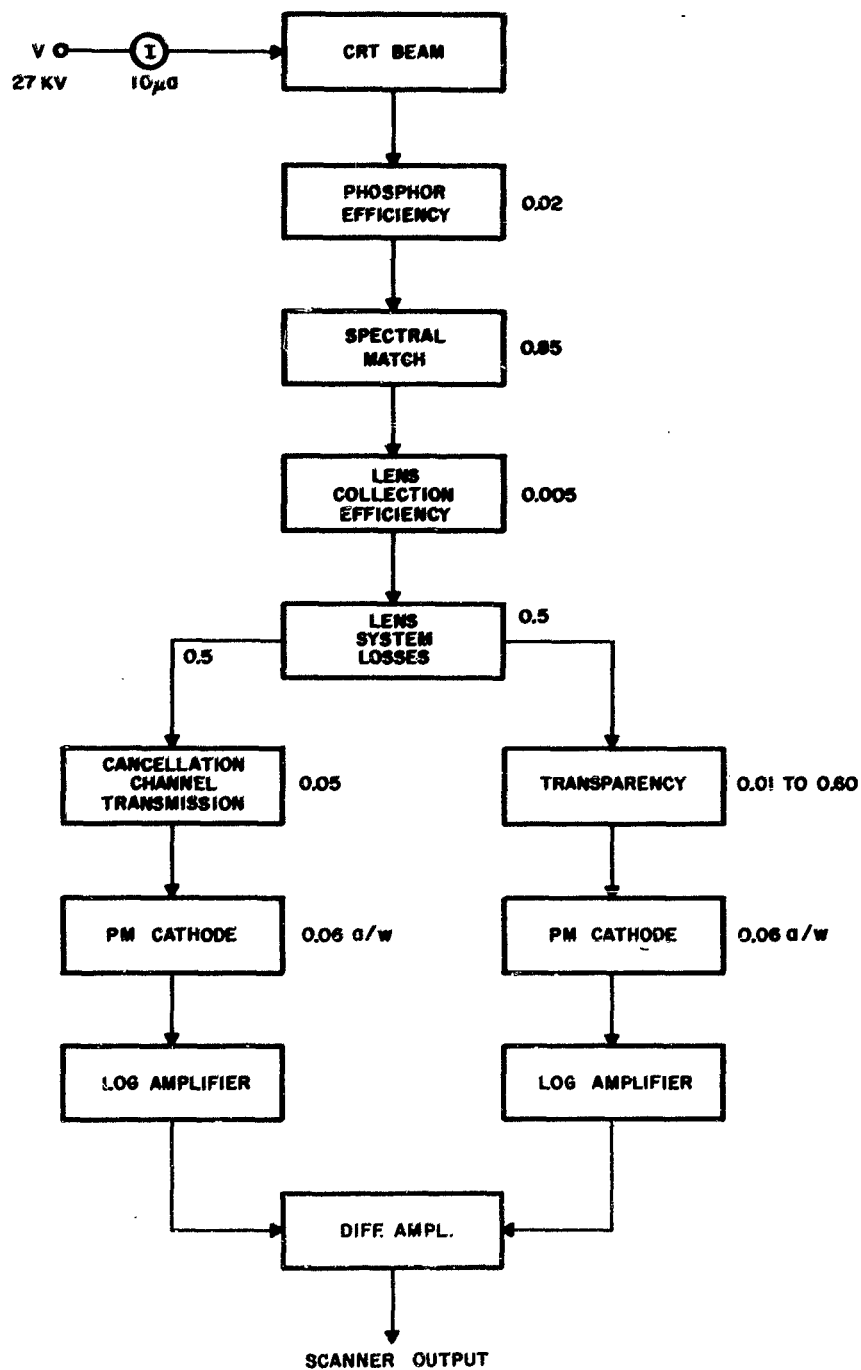 V
I
CRT BEAM
27 KV
10μa
PHOSPHOR
EFFICIENCY
0.02
SPECTRAL
MATCH
0.85
LENS
COLLECTION
EFFICIENCY
0.005
LENS
SYSTEM
LOSSES
0.5
0.5
CANCELLATION
CHANNEL
TRANSMISSION
0.05
TRANSPARENCY
0.01 TO 0.60
PM CATHODE
0.06 a/w
PM CATHODE
0.06 a/w
LOG AMPLIFIER
LOG AMPLIFIER
DIFF. AMPL.
SCANNER OUTPUT